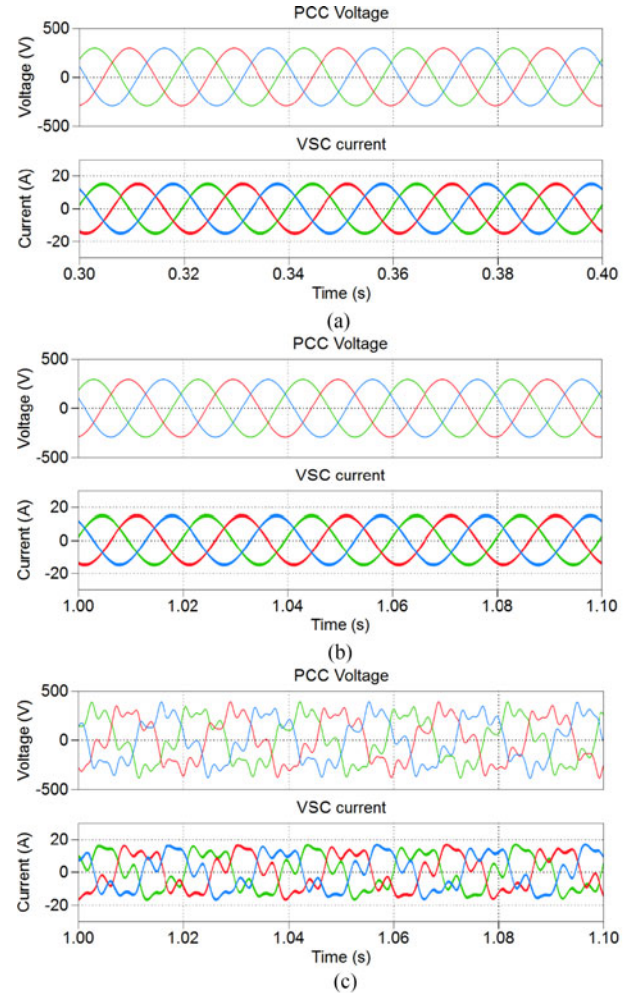 PCC Voltage
500
0
-500
Voltage (V)
VSC current
20
0
-20
Current (A)
0.30 0.32 0.34 0.36 0.38 0.40
Time (s)
(a)
PCC Voltage
500
0
-500
Voltage (V)
VSC current
20
0
-20
Current (A)
1.00 1.02 1.04 1.06 1.08 1.10
Time (s)
(b)
PCC Voltage
500
0
-500
Voltage (V)
VSC current
20
0
-20
Current (A)
1.00 1.02 1.04 1.06 1.08 1.10
Time (s)
(c)